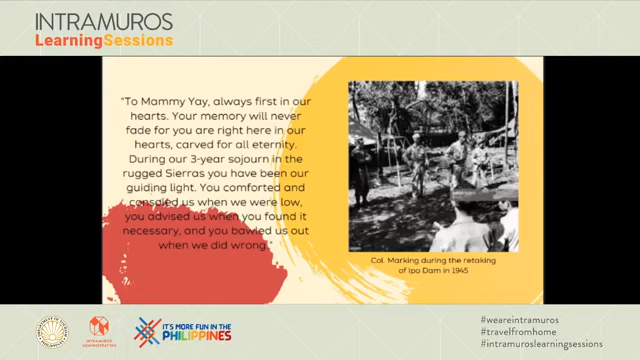 INTRAMUROS
LearningSessions
"To Mammy Yay, always first in our
hearts. Your memory will never
fade for you are right here in our
hearts, carved for all eternity.
During our 3-year sojourn in the
rugged Sierras you have been our
guiding light. You comforted and
consoled us when we were low,
you advised us when you found it
necessary, and you bawled us out
when we did wrong."
Col. Marking during the retaking
of Ipo Dam in 1945
INTRAMUROS
ADMINISTRATION
IT'S MORE FUN IN THE
PHILIPPINES
#weareintramuros
#travelfromhome
#intramuroslearningsessions